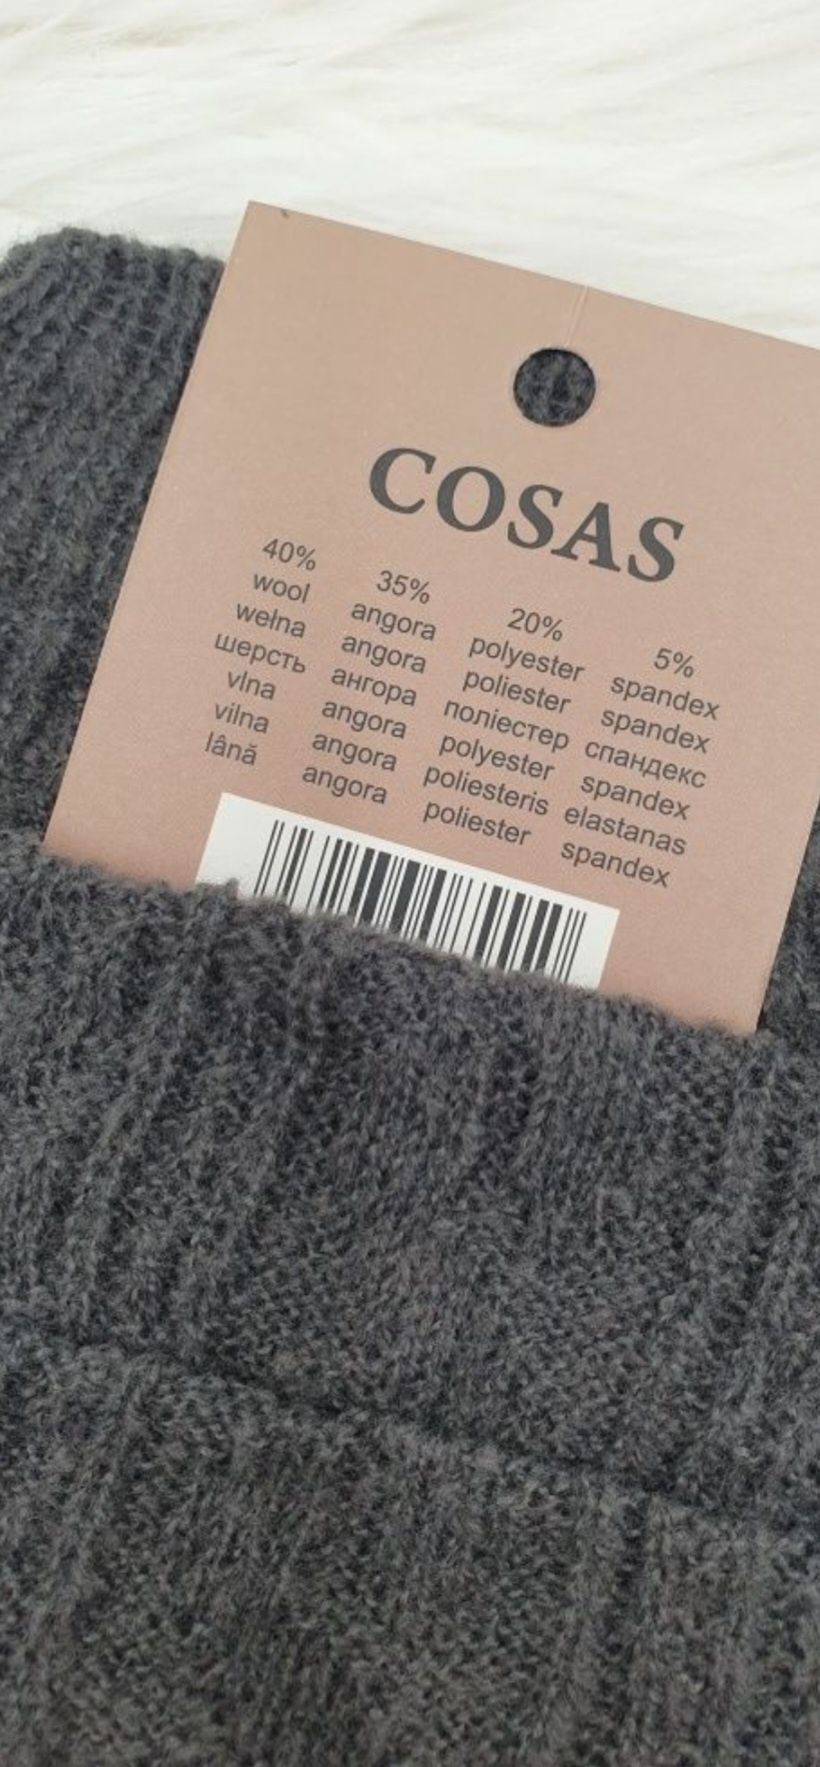 COSAS
40% 35% 20% 5%
wool angora polyester spandex
wełna angora poliester spandex
шерсть ангора поліестер спандекс
vlna angora polyester spandex
vilna angora poliesteris elastanas
lână angora poliester spandex